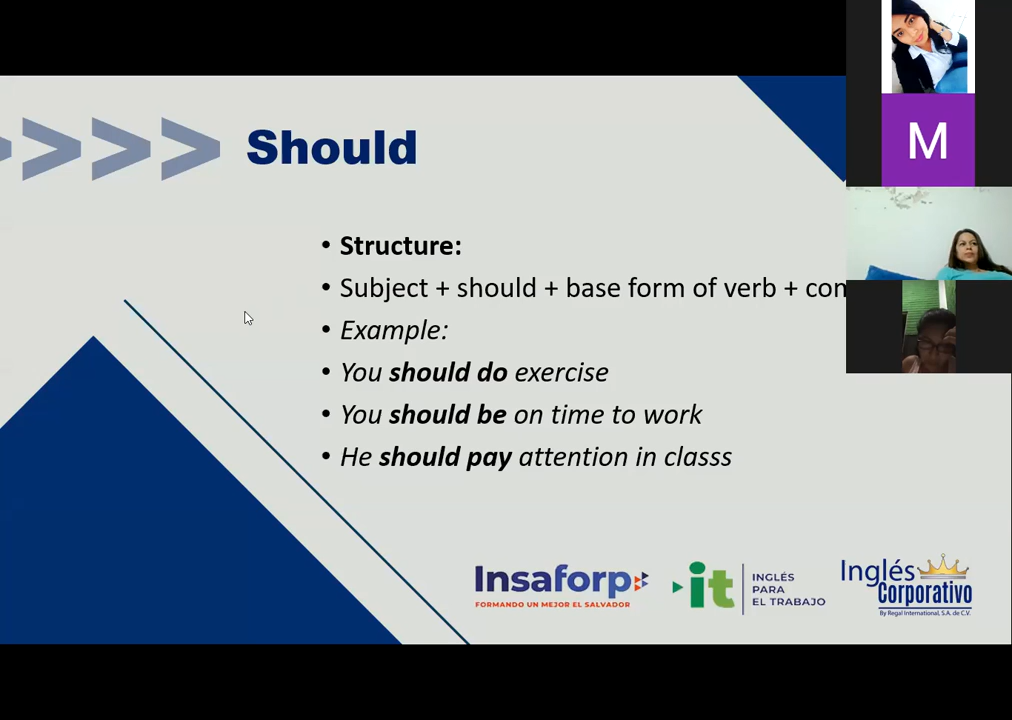 Should
Structure:
Subject + should + base form of verb +
Example:
You should do exercise
You should be on time to work
He should pay attention in classs
Insaforp
FORMANDO UN MEJOR EL SALVADOR
it
INGLÉS
PARA
EL TRABAJO
Inglés
Corporativo
By Regal International, S.A. de C.V.
M